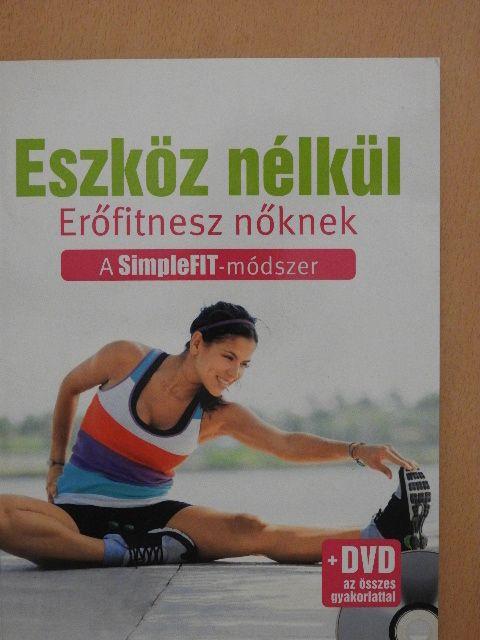 Eszköz nélkül
Erőfitnesz nőknek
A SimpleFIT-módszer
+ DVD
az összes
gyakorlattal